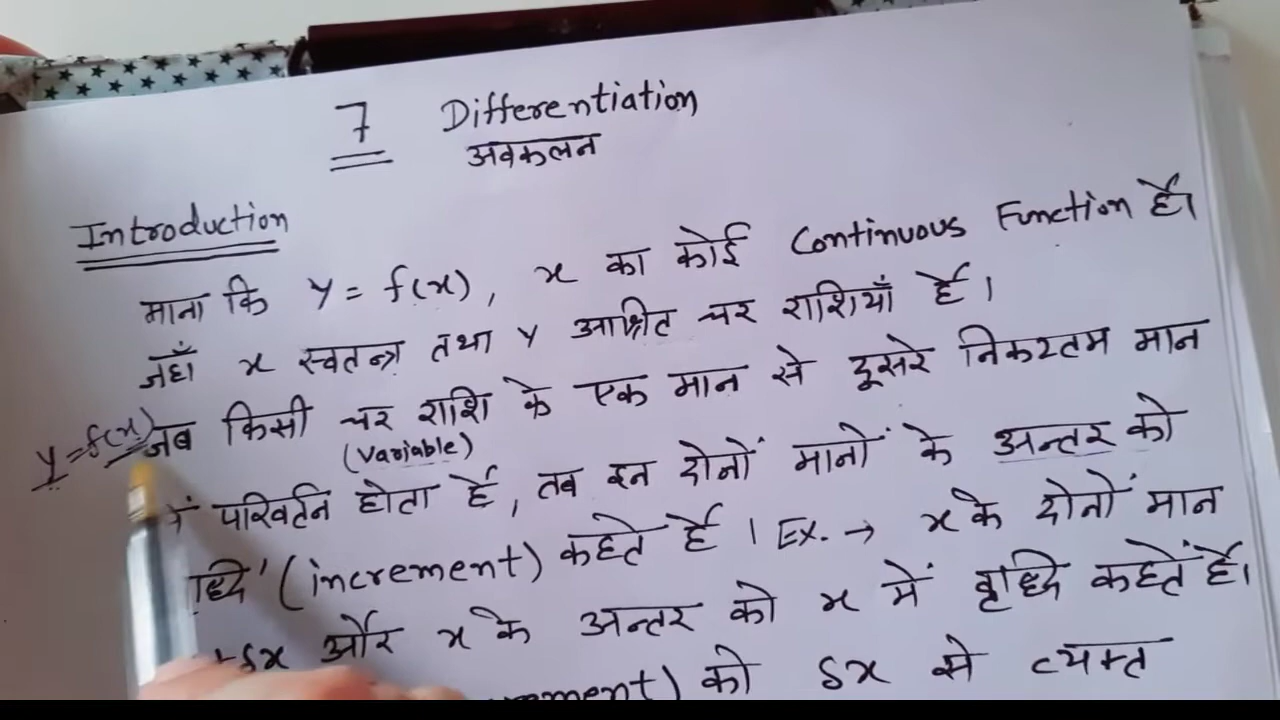 7 Differentiation
अवकलन
Introduction
माना कि y = f(x), x का कोई Continuous Function है।
जहाँ x स्वतन्त्र तथा y आश्रित चर राशियाँ हैं।
y=f(x)
जब किसी चर राशि के एक मान से दूसरे निकटतम मान
(Variable)
परिवर्तन होता है, तब इन दोनों मानों के अन्तर को
(increment) कहते हैं। Ex. → x के दोनों मान
+δx और x के अन्तर को x में वृद्धि कहतें हैं।
को δx से व्यक्त